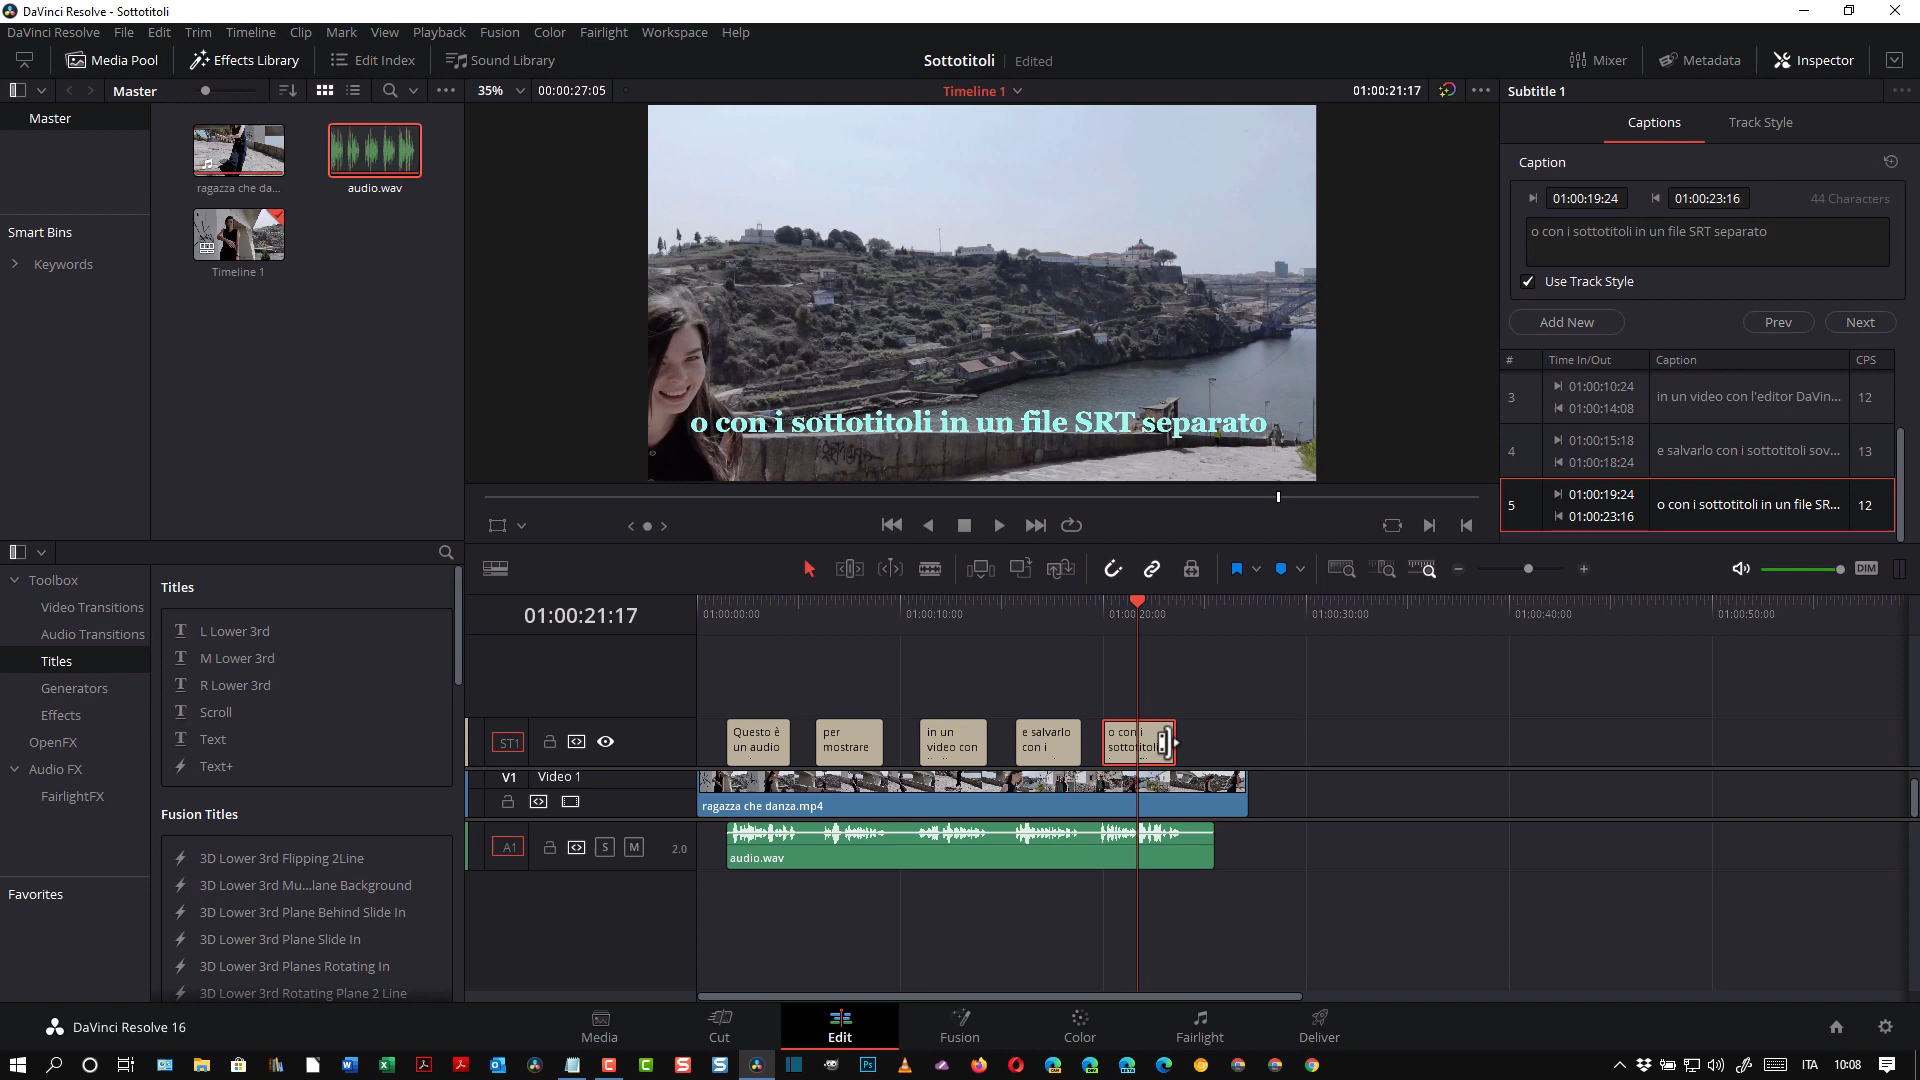 DaVinci Resolve - Sottotitoli
DaVinci Resolve File Edit Trim Timeline Clip Mark View Playback Fusion Color Fairlight Workspace Help
Media Pool Effects Library Edit Index Sound Library Sottotitoli Edited Mixer Metadata Inspector
Master 35% 00:00:27:05 Timeline 1 01:00:21:17 Subtitle 1
Master
Smart Bins
Keywords
ragazza che da...
audio.wav
Timeline 1
o con i sottotitoli in un file SRT separato
Captions Track Style
Caption
01:00:19:24 01:00:23:16 44 Characters
o con i sottotitoli in un file SRT separato
Use Track Style
Add New Prev Next
# Time In/Out Caption CPS
3 01:00:10:24 in un video con l'editor DaVin... 12
01:00:14:08
4 01:00:15:18 e salvarlo con i sottotitoli sov... 13
01:00:18:24
5 01:00:19:24 o con i sottotitoli in un file SR... 12
01:00:23:16
Toolbox
Video Transitions
Audio Transitions
Titles
Generators
Effects
OpenFX
Audio FX
FairlightFX
Favorites
Titles
L Lower 3rd
M Lower 3rd
R Lower 3rd
Scroll
Text
Text+
Fusion Titles
3D Lower 3rd Flipping 2Line
3D Lower 3rd Mu...lane Background
3D Lower 3rd Plane Behind Slide In
3D Lower 3rd Plane Slide In
3D Lower 3rd Planes Rotating In
3D Lower 3rd Rotating Plane 2 Line
DIM
01:00:21:17
01:00:00:00 01:00:10:00 01:00:20:00 01:00:30:00 01:00:40:00 01:00:50:00
ST1
Questo è
un audio
per
mostrare
in un
video con
e salvarlo
con i
o con i
sottotitoli
V1 Video 1
ragazza che danza.mp4
A1 S M 2.0
audio.wav
DaVinci Resolve 16
Media Cut Edit Fusion Color Fairlight Deliver
ITA 10:08